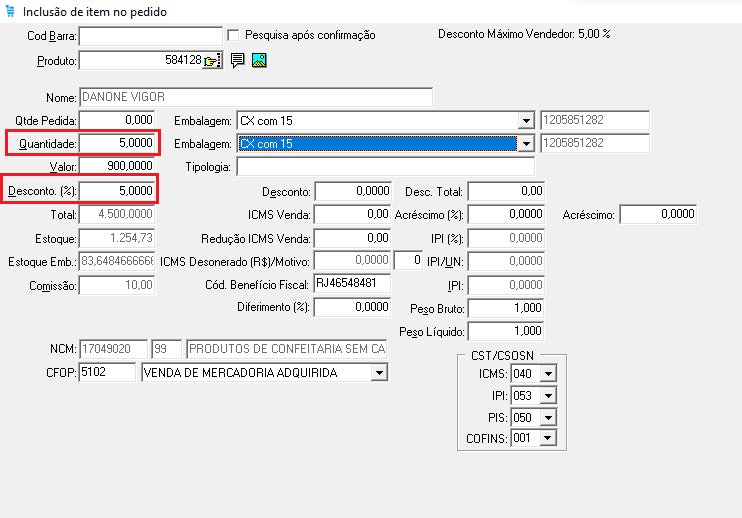 Inclusão de item no pedido
Cod Barra: Pesquisa após confirmação Desconto Máximo Vendedor: 5,00 %
Produto: 584128
Nome: DANONE VIGOR
Qtde Pedida: 0,000 Embalagem: CX com 15 1205851282
Quantidade: 5,0000 Embalagem: CX com 15 1205851282
Valor: 900,0000 Tipologia:
Desconto. (%): 5,0000 Desconto: 0,0000 Desc. Total: 0,00
Total: 4.500,0000 ICMS Venda: 0,00 Acréscimo (%): 0,0000 Acréscimo: 0,0000
Estoque: 1.254,73 Redução ICMS Venda: 0,00 IPI (%): 0,0000
Estoque Emb.: 83,6484666666 ICMS Desonerado (R$)/Motivo: 0,0000 0 IPI/UN: 0,0000
Comissão: 10,00 Cód. Benefício Fiscal: RJ46548481 IPI: 0,0000
Diferimento (%): 0,0000 Peso Bruto: 1,000
Peso Líquido: 1,000
NCM: 17049020 99 PRODUTOS DE CONFEITARIA SEM CA
CFOP: 5102 VENDA DE MERCADORIA ADQUIRIDA
CST/CSOSN
ICMS: 040
IPI: 053
PIS: 050
COFINS: 001